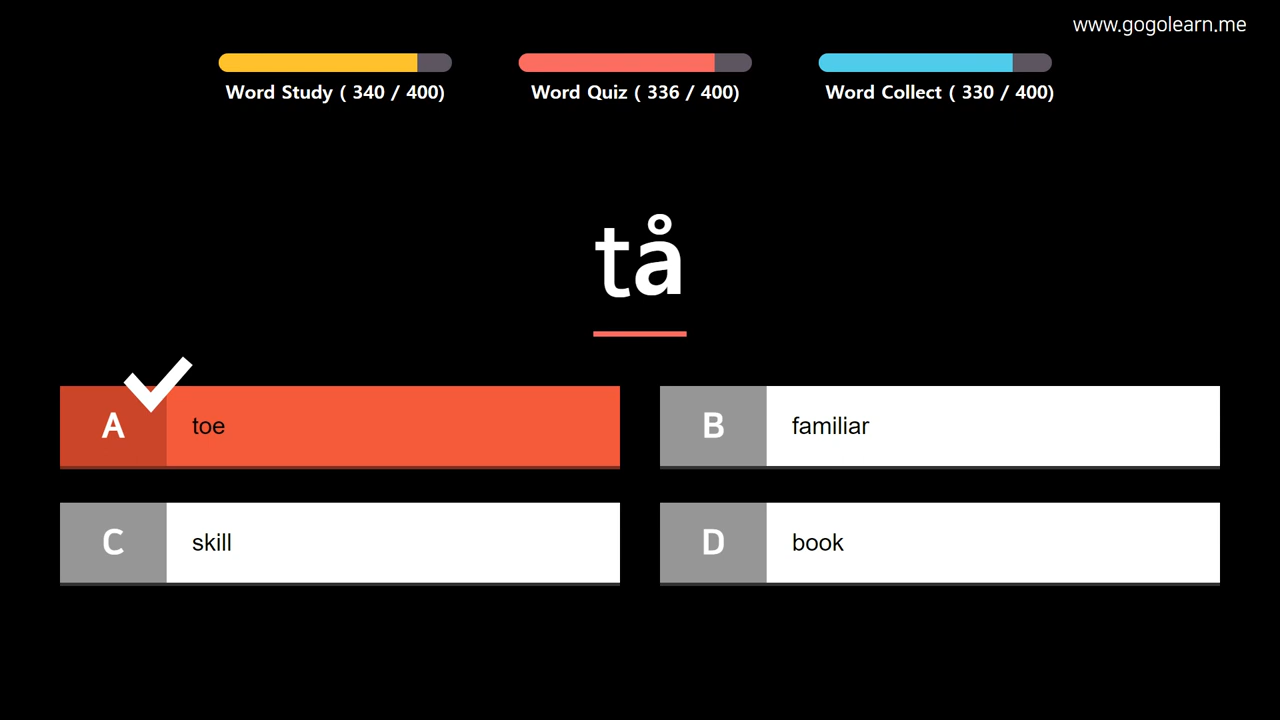 www.gogolearn.me
Word Study ( 340 / 400)
Word Quiz ( 336 / 400)
Word Collect ( 330 / 400)
tå
A toe
B familiar
C skill
D book